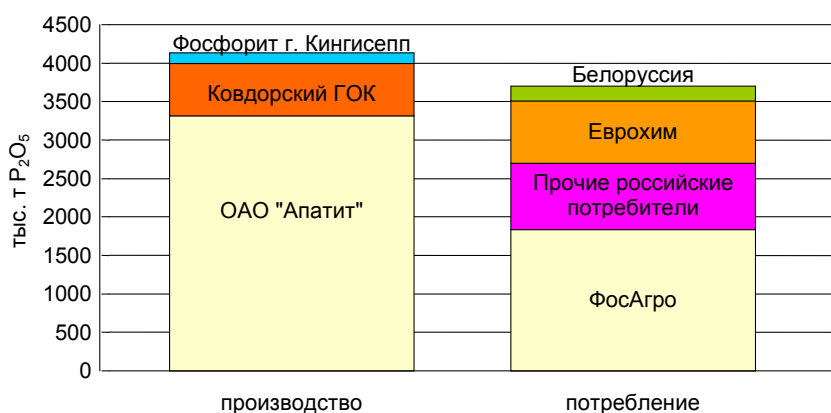 4500
4000
3500
3000
2500
2000
1500
1000
500
0
тыс. т P₂O₅
Фосфорит г. Кингисепп
Ковдорский ГОК
ОАО "Апатит"
Белоруссия
Еврохим
Прочие российские
потребители
ФосАгро
производство
потребление